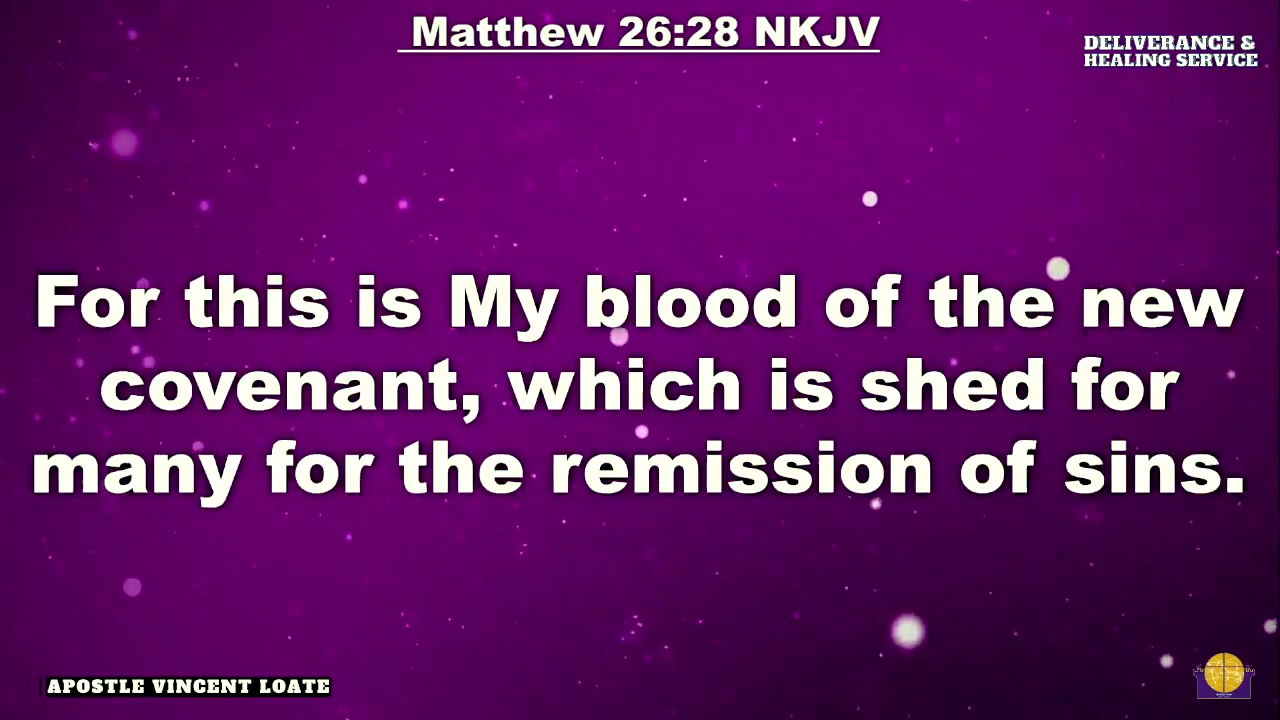 Matthew 26:28 NKJV
DELIVERANCE &
HEALING SERVICE
For this is My blood of the new
covenant, which is shed for
many for the remission of sins.
APOSTLE VINCENT LOATE